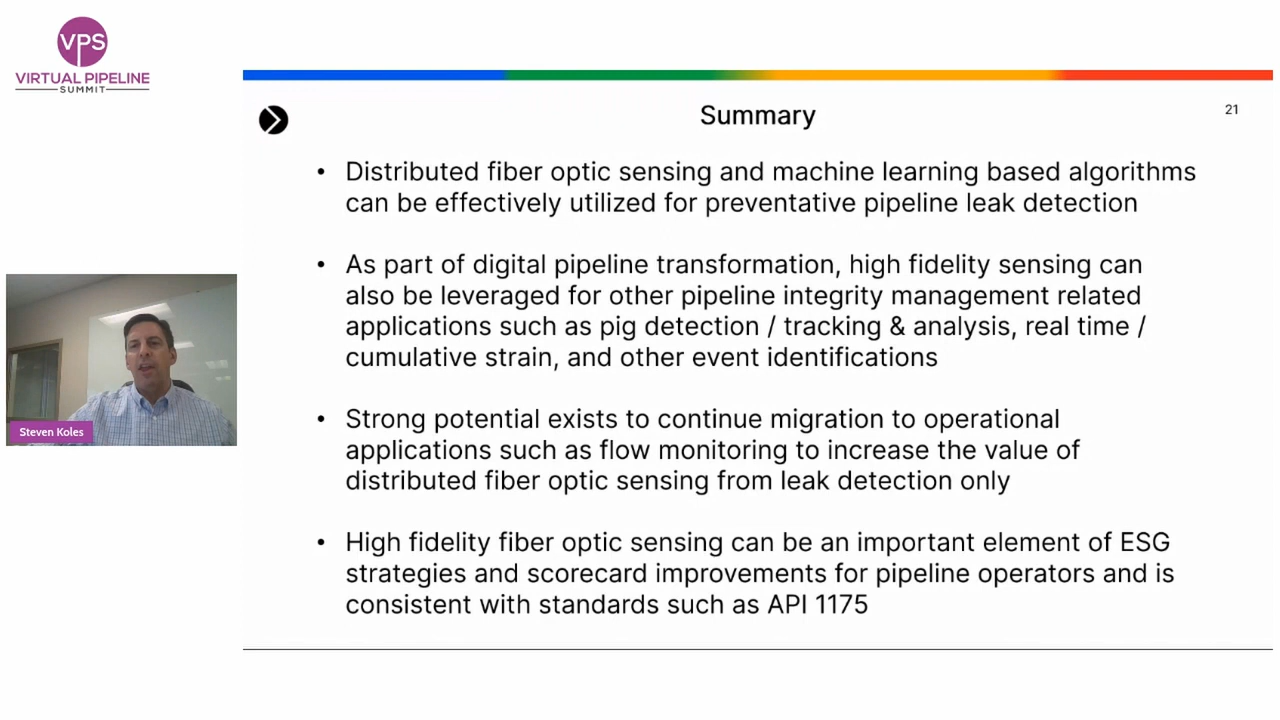 VPS
VIRTUAL PIPELINE
SUMMIT
Summary
21
• Distributed fiber optic sensing and machine learning based algorithms
can be effectively utilized for preventative pipeline leak detection
• As part of digital pipeline transformation, high fidelity sensing can
also be leveraged for other pipeline integrity management related
applications such as pig detection / tracking & analysis, real time /
cumulative strain, and other event identifications
• Strong potential exists to continue migration to operational
applications such as flow monitoring to increase the value of
distributed fiber optic sensing from leak detection only
• High fidelity fiber optic sensing can be an important element of ESG
strategies and scorecard improvements for pipeline operators and is
consistent with standards such as API 1175
Steven Koles